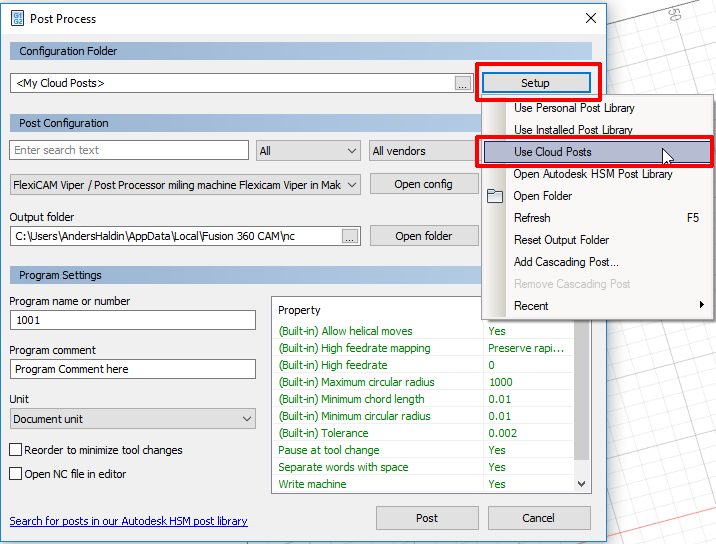 Post Process
Configuration Folder
<My Cloud Posts>
...
Setup
Use Personal Post Library
Use Installed Post Library
Use Cloud Posts
Open Autodesk HSM Post Library
Open Folder
Refresh F5
Reset Output Folder
Add Cascading Post...
Remove Cascading Post
Recent
Post Configuration
Enter search text
All
All vendors
FlexiCAM Viper / Post Processor miling machine Flexicam Viper in Mak
Open config
Output folder
C:\Users\AndersHaldin\AppData\Local\Fusion 360 CAM\nc
...
Open folder
Program Settings
Program name or number
1001
Program comment
Program Comment here
Unit
Document unit
Reorder to minimize tool changes
Open NC file in editor
Property
(Built-in) Allow helical moves Yes
(Built-in) High feedrate mapping Preserve rapi...
(Built-in) High feedrate 0
(Built-in) Maximum circular radius 1000
(Built-in) Minimum chord length 0.01
(Built-in) Minimum circular radius 0.01
(Built-in) Tolerance 0.002
Pause at tool change Yes
Separate words with space Yes
Write machine Yes
Search for posts in our Autodesk HSM post library
Post
Cancel
50
G1
G2